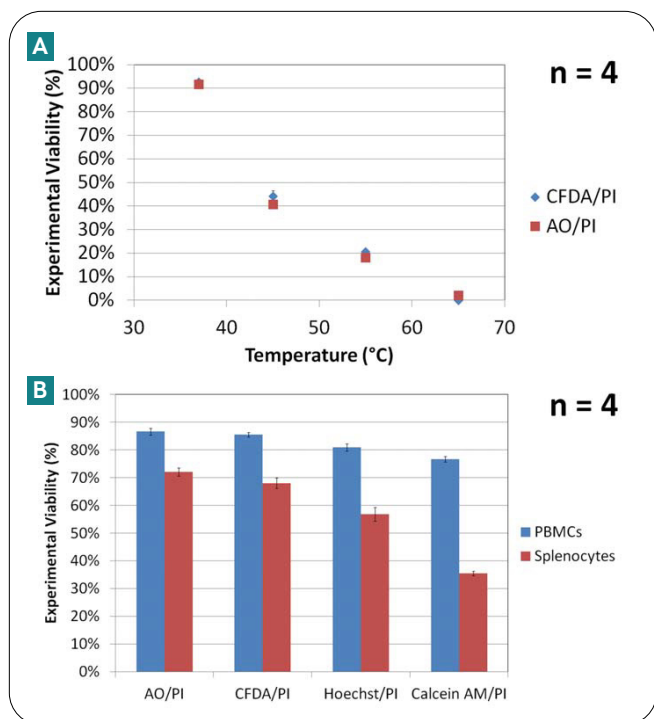 A
n = 4
Experimental Viability (%)
100%
90%
80%
70%
60%
50%
40%
30%
20%
10%
0%
CFDA/PI
AO/PI
30 40 50 60 70
Temperature (°C)
B
n = 4
Experimental Viability (%)
100%
90%
80%
70%
60%
50%
40%
30%
20%
10%
0%
PBMCs
Splenocytes
AO/PI CFDA/PI Hoechst/PI Calcein AM/PI